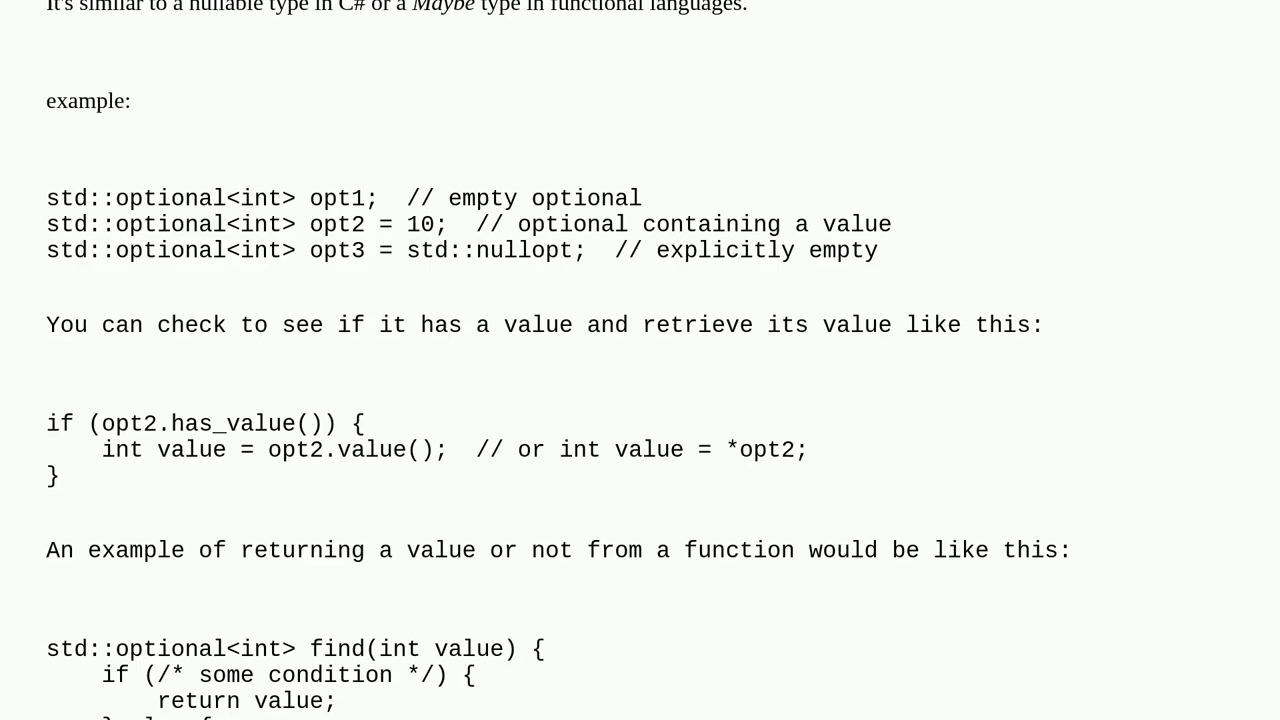 It's similar to a nullable type in C# or a Maybe type in functional languages.
example:
std::optional<int> opt1;  // empty optional
std::optional<int> opt2 = 10;  // optional containing a value
std::optional<int> opt3 = std::nullopt;  // explicitly empty
You can check to see if it has a value and retrieve its value like this:
if (opt2.has_value()) {
    int value = opt2.value();  // or int value = *opt2;
}
An example of returning a value or not from a function would be like this:
std::optional<int> find(int value) {
    if (/* some condition */) {
        return value;